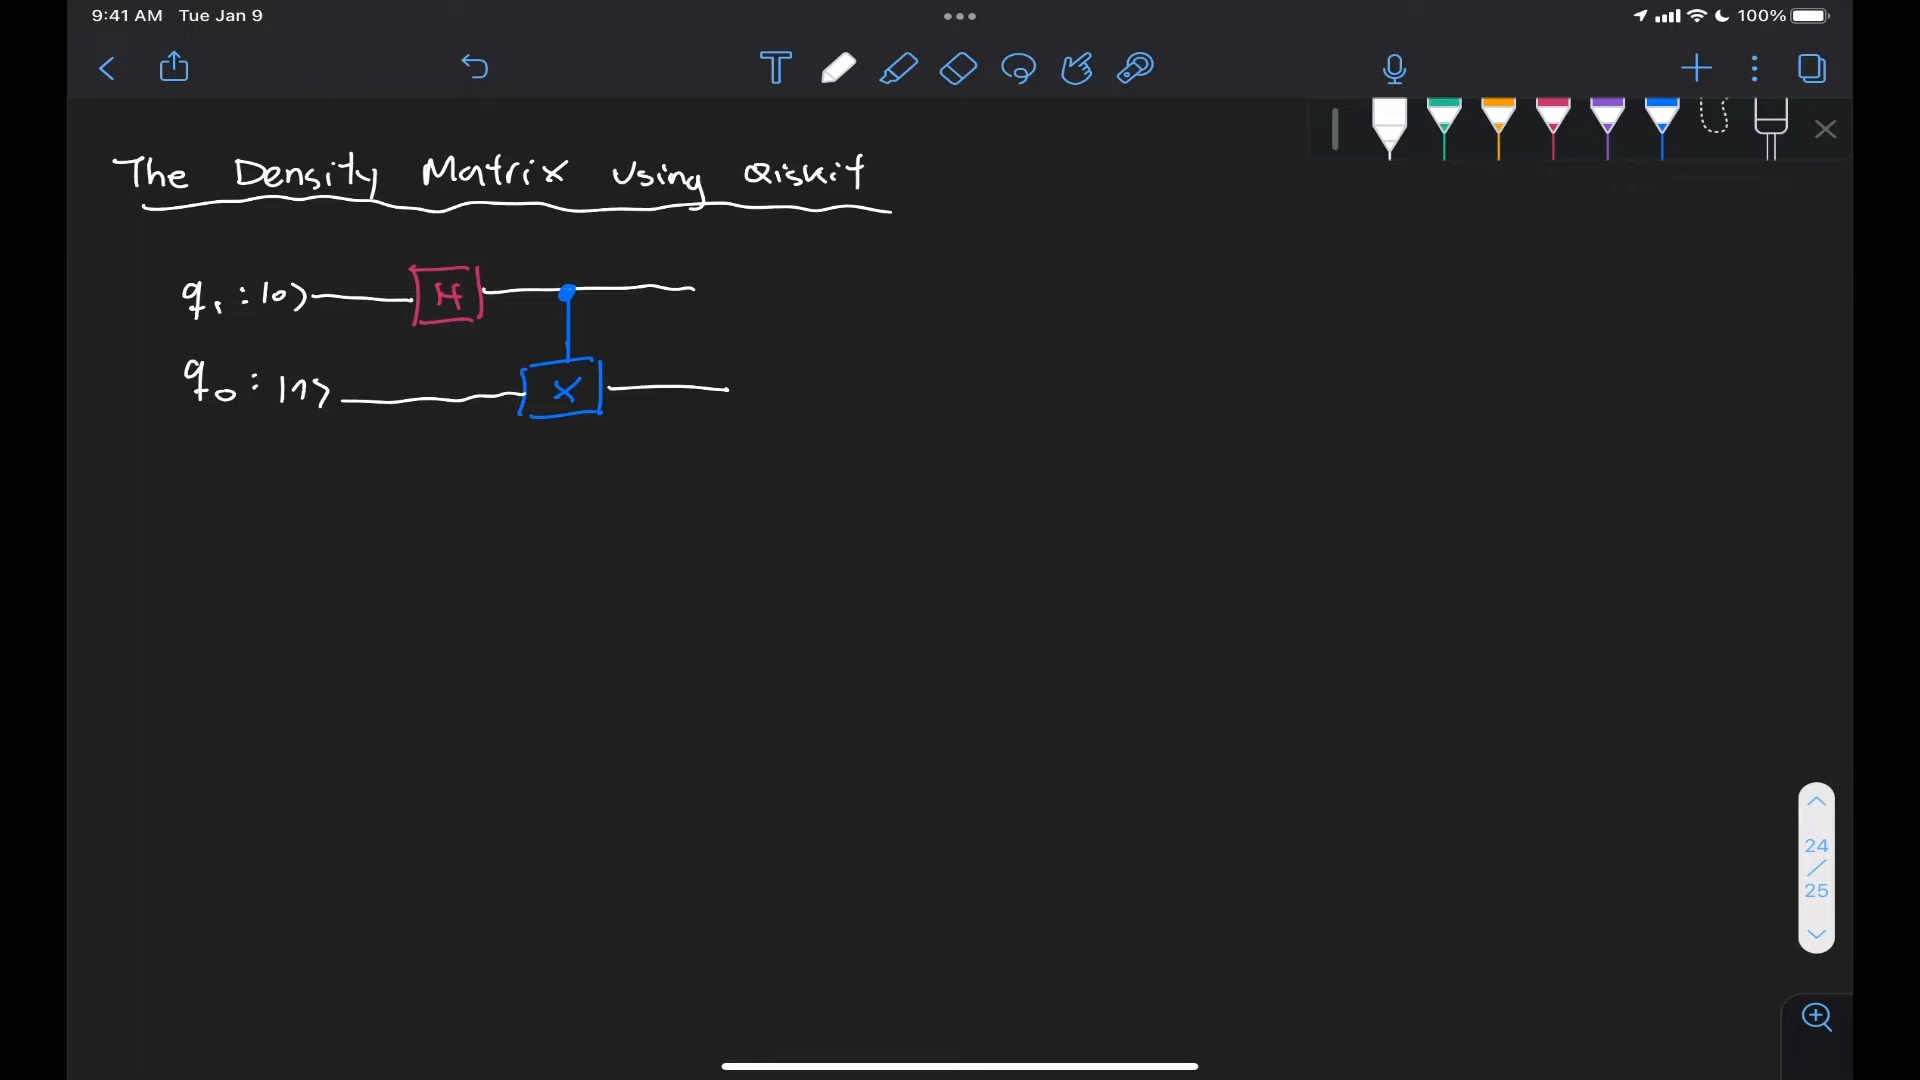 9:41 AM Tue Jan 9
100%
The Density Matrix using Qiskit
q₁ : |0⟩ H
q₀ : |1⟩ X
24
/
25